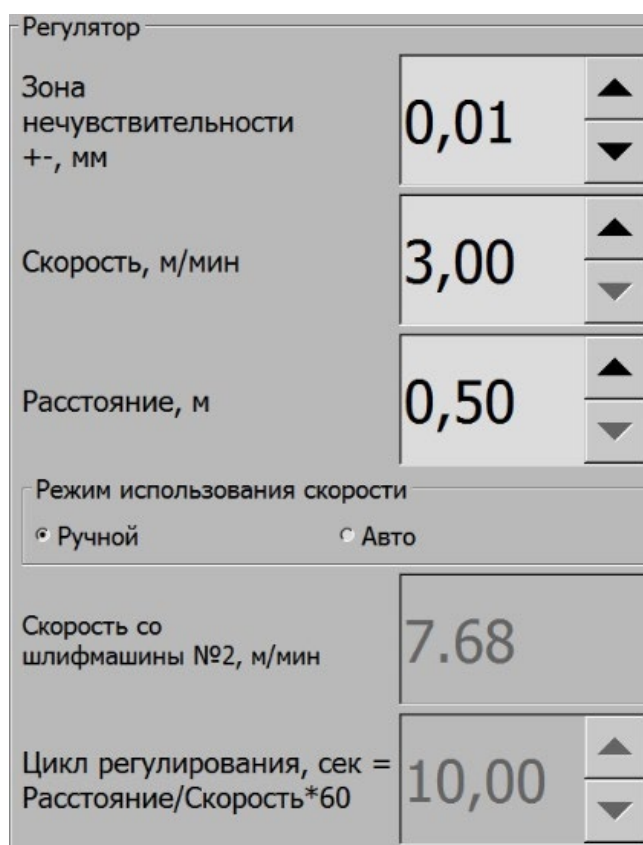 Регулятор
Зона
нечувствительности
+-, мм
0,01
Скорость, м/мин
3,00
Расстояние, м
0,50
Режим использования скорости
Ручной Авто
Скорость со
шлифмашины №2, м/мин
7.68
Цикл регулирования, сек =
Расстояние/Скорость*60
10,00